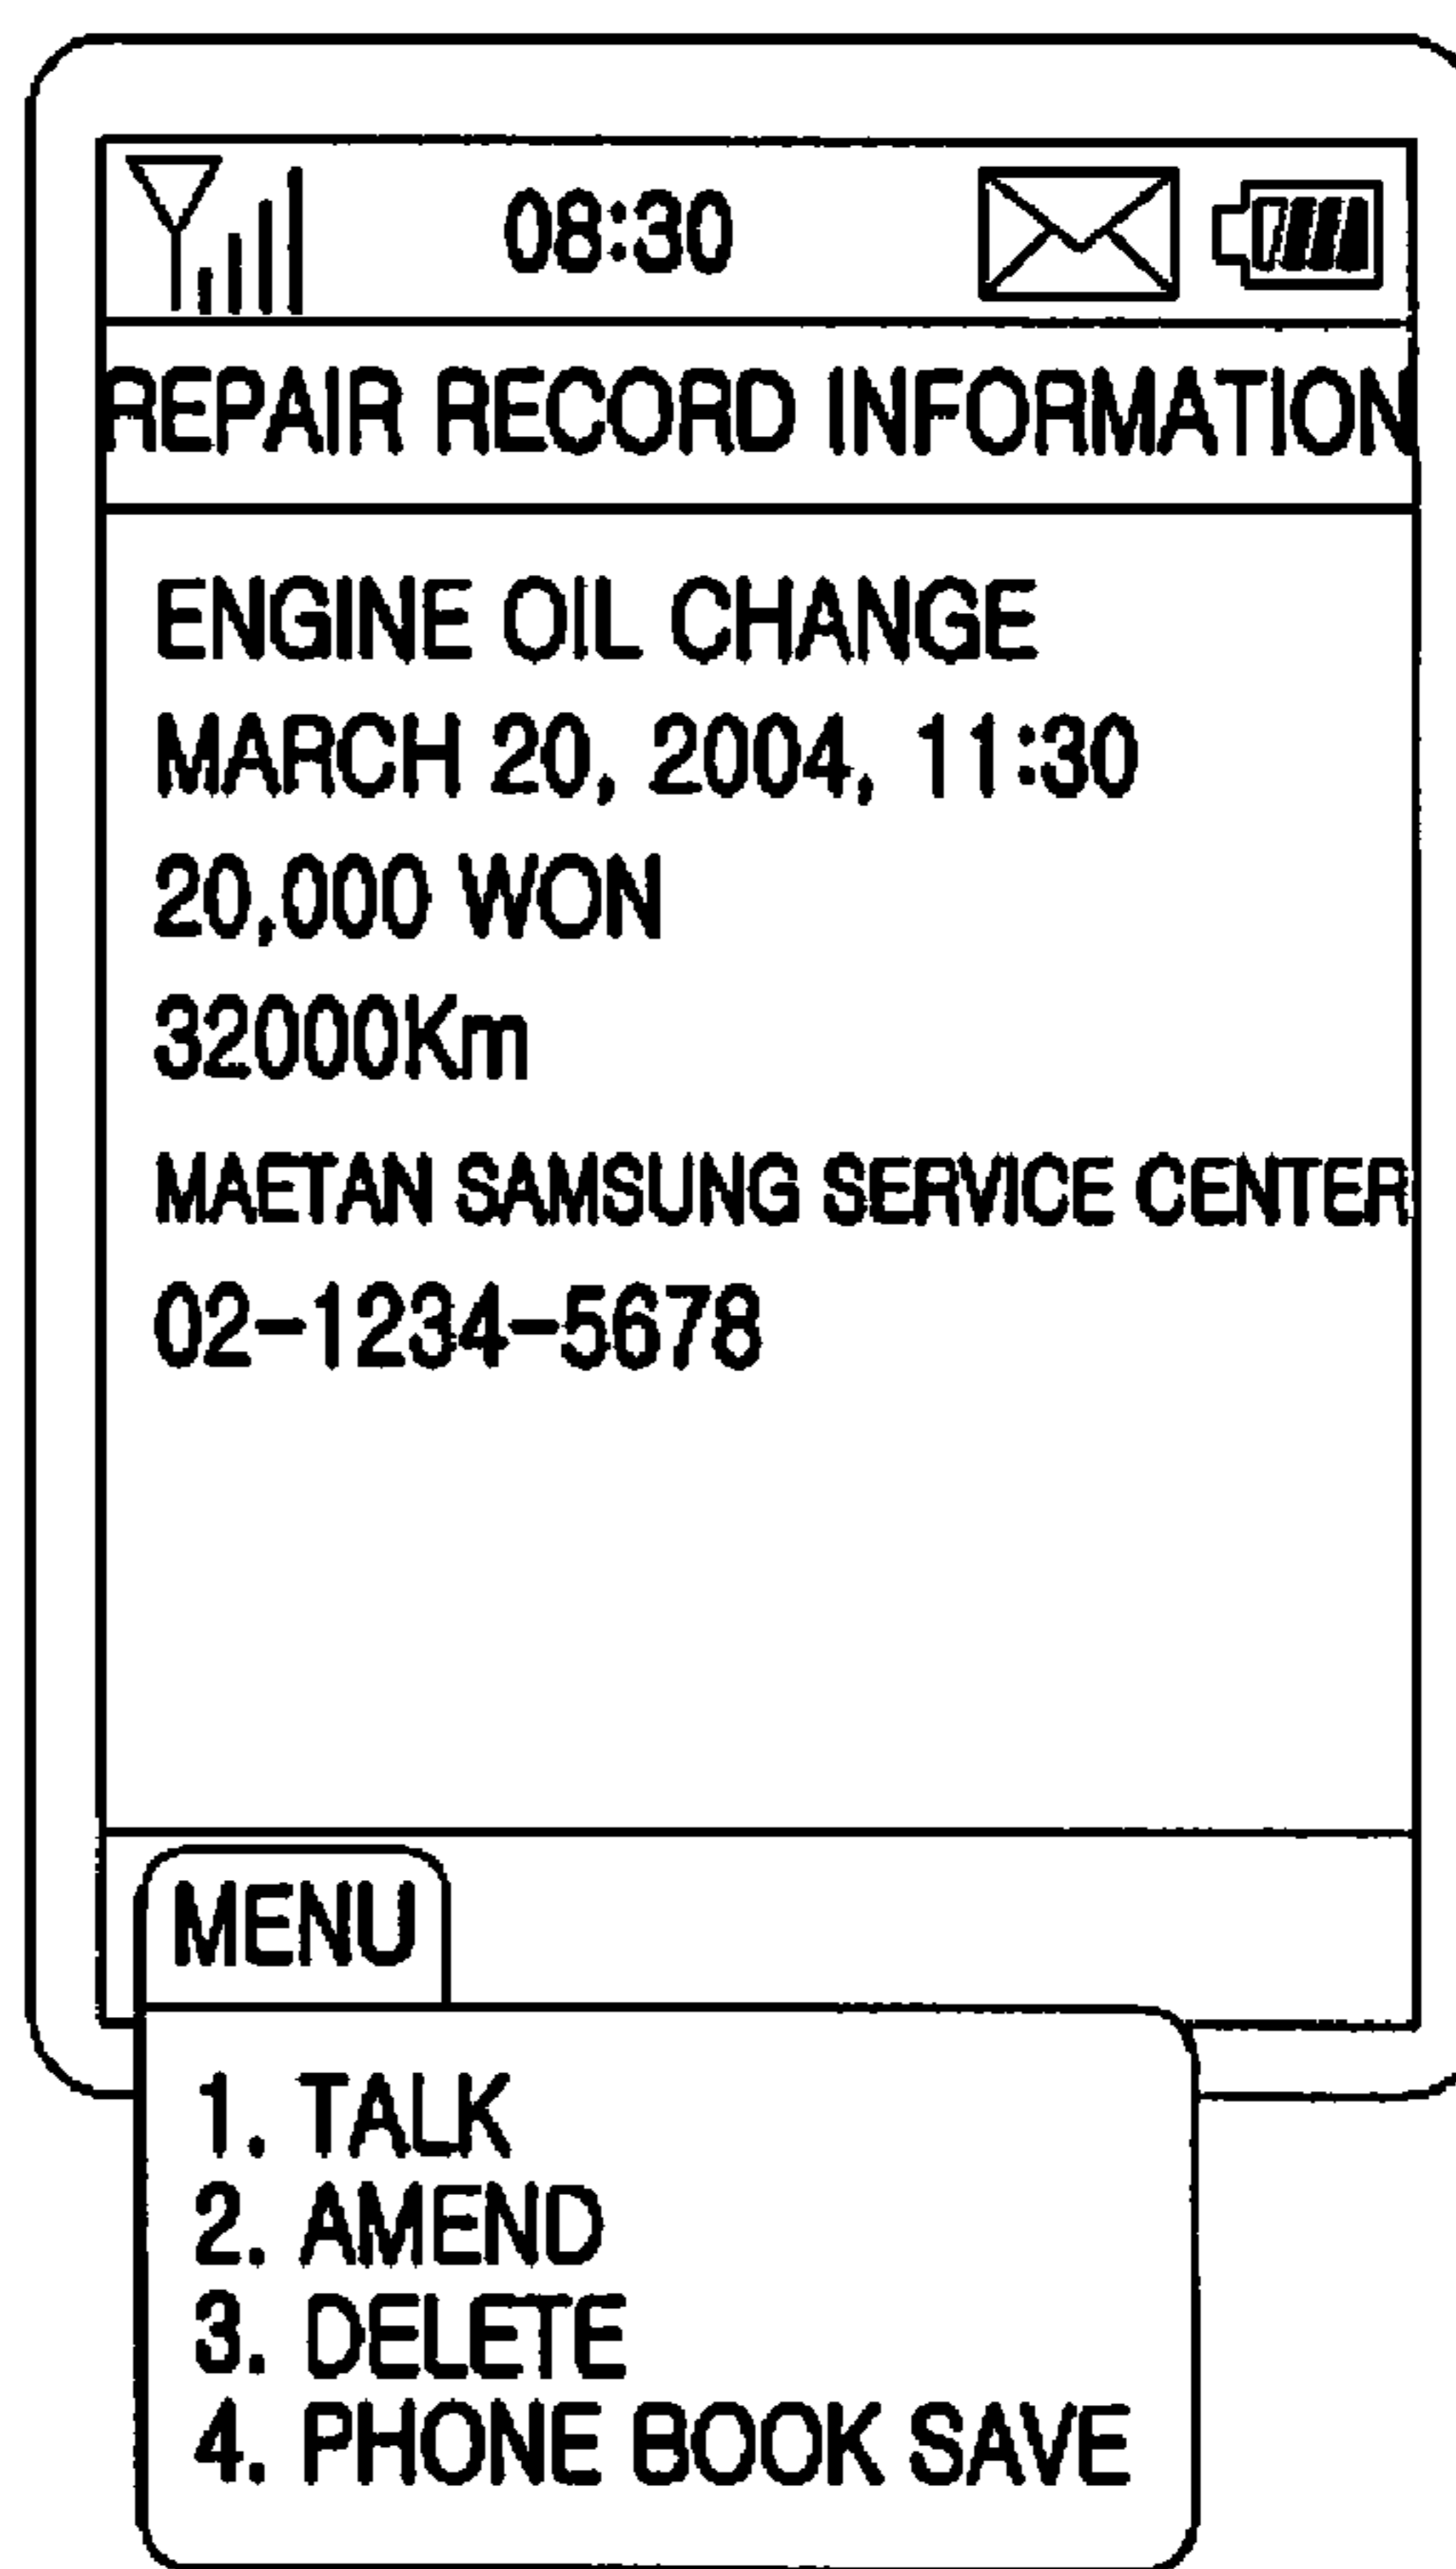 08:30
REPAIR RECORD INFORMATION
ENGINE OIL CHANGE
MARCH 20, 2004, 11:30
20,000 WON
32000Km
MAETAN SAMSUNG SERVICE CENTER
02-1234-5678
MENU
1. TALK
2. AMEND
3. DELETE
4. PHONE BOOK SAVE